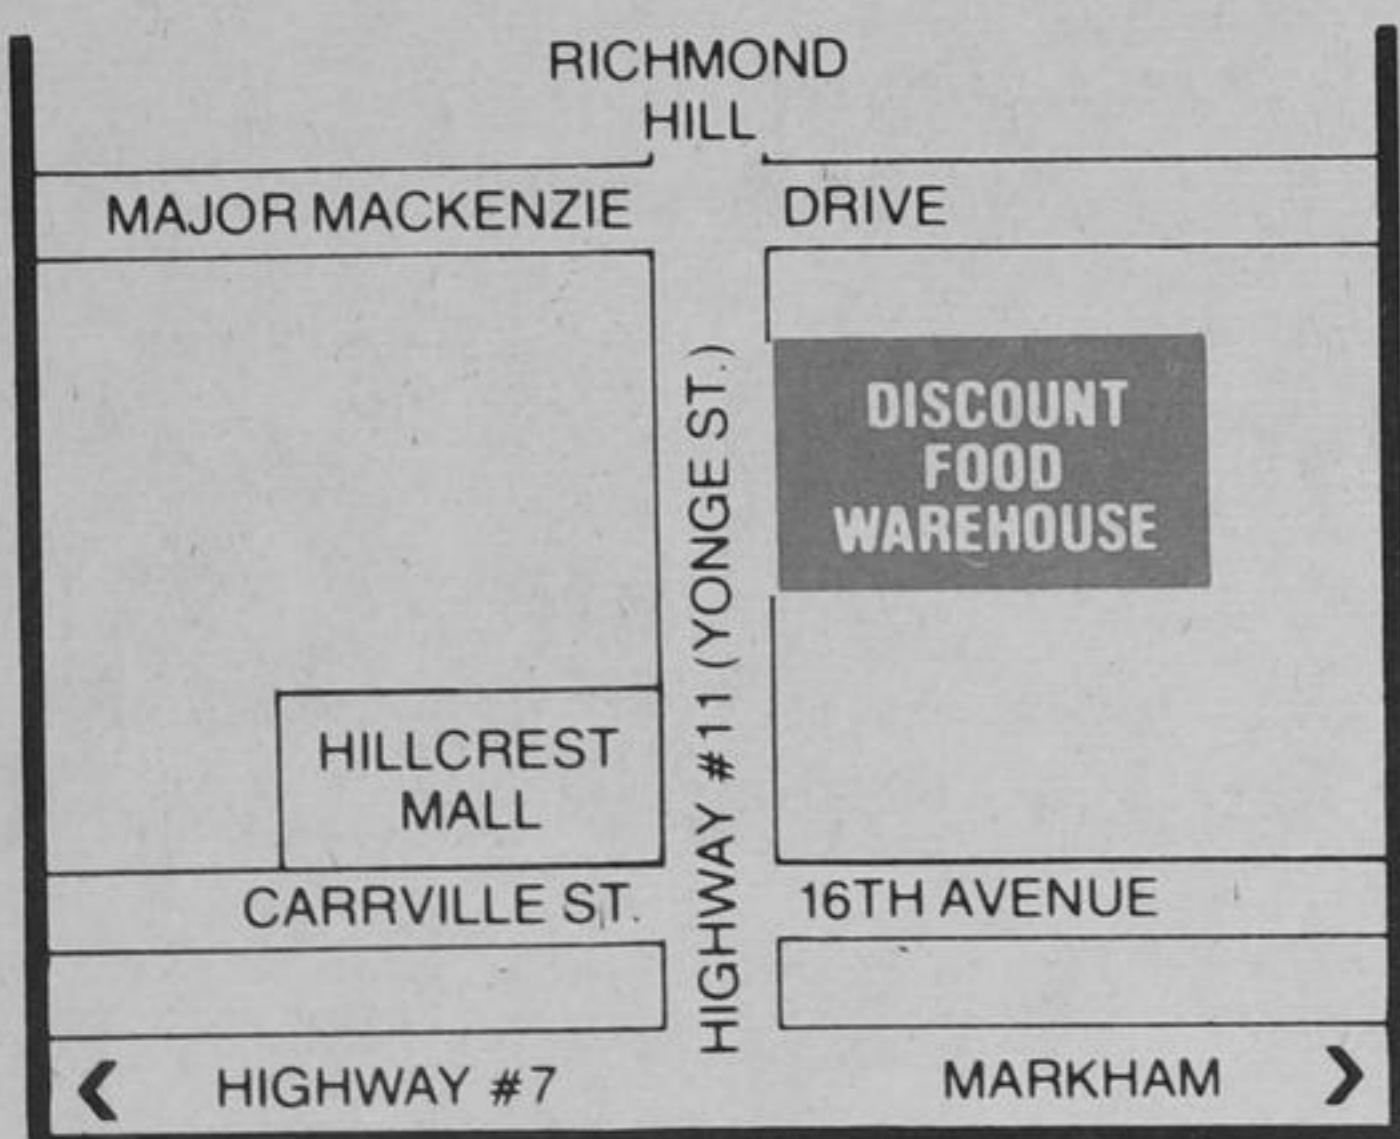 RICHMOND
HILL
MAJOR MACKENZIE DRIVE
HIGHWAY #11 (YONGE ST.)
DISCOUNT
FOOD
WAREHOUSE
HILLCREST
MALL
CARRVILLE ST. 16TH AVENUE
❮ HIGHWAY #7 MARKHAM ❯